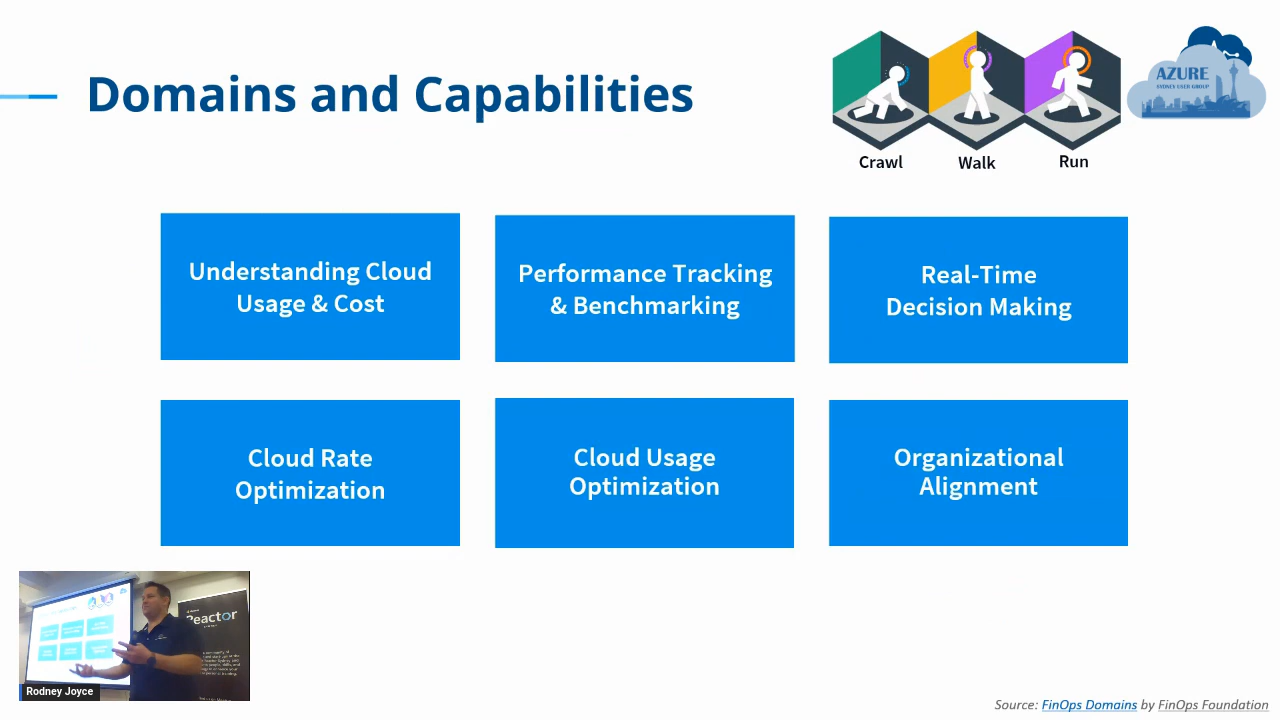 Domains and Capabilities
AZURE
SYDNEY USER GROUP
Crawl
Walk
Run
Understanding Cloud
Usage & Cost
Performance Tracking
& Benchmarking
Real-Time
Decision Making
Cloud Rate
Optimization
Cloud Usage
Optimization
Organizational
Alignment
Reactor
Rodney Joyce
Source: FinOps Domains by FinOps Foundation